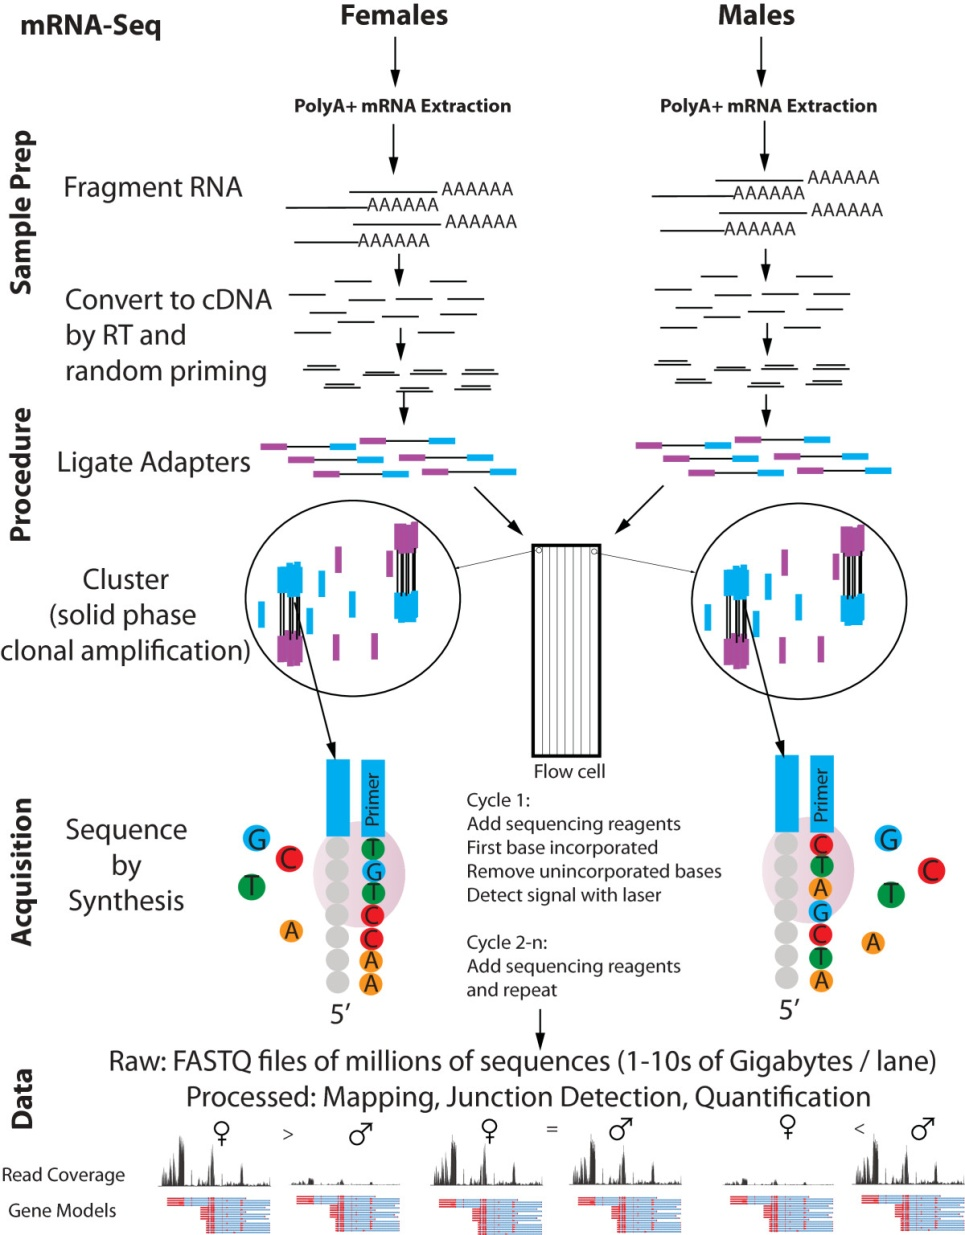 mRNA-Seq
Females
Males
PolyA+ mRNA Extraction
PolyA+ mRNA Extraction
Sample Prep
Fragment RNA
AAAAAA
AAAAAA
AAAAAA
AAAAAA
AAAAAA
AAAAAA
AAAAAA
AAAAAA
Convert to cDNA
by RT and
random priming
Procedure
Ligate Adapters
Cluster
(solid phase
clonal amplification)
Flow cell
Acquisition
Sequence
by
Synthesis
G
C
T
A
Primer
T
G
T
C
C
A
A
5′
Cycle 1:
Add sequencing reagents
First base incorporated
Remove unincorporated bases
Detect signal with laser
Cycle 2-n:
Add sequencing reagents
and repeat
Primer
C
T
A
G
C
T
A
5′
G
C
T
A
Data
Raw: FASTQ files of millions of sequences (1-10s of Gigabytes / lane)
Processed: Mapping, Junction Detection, Quantification
♀ > ♂ ♀ = ♂ ♀ < ♂
Read Coverage
Gene Models